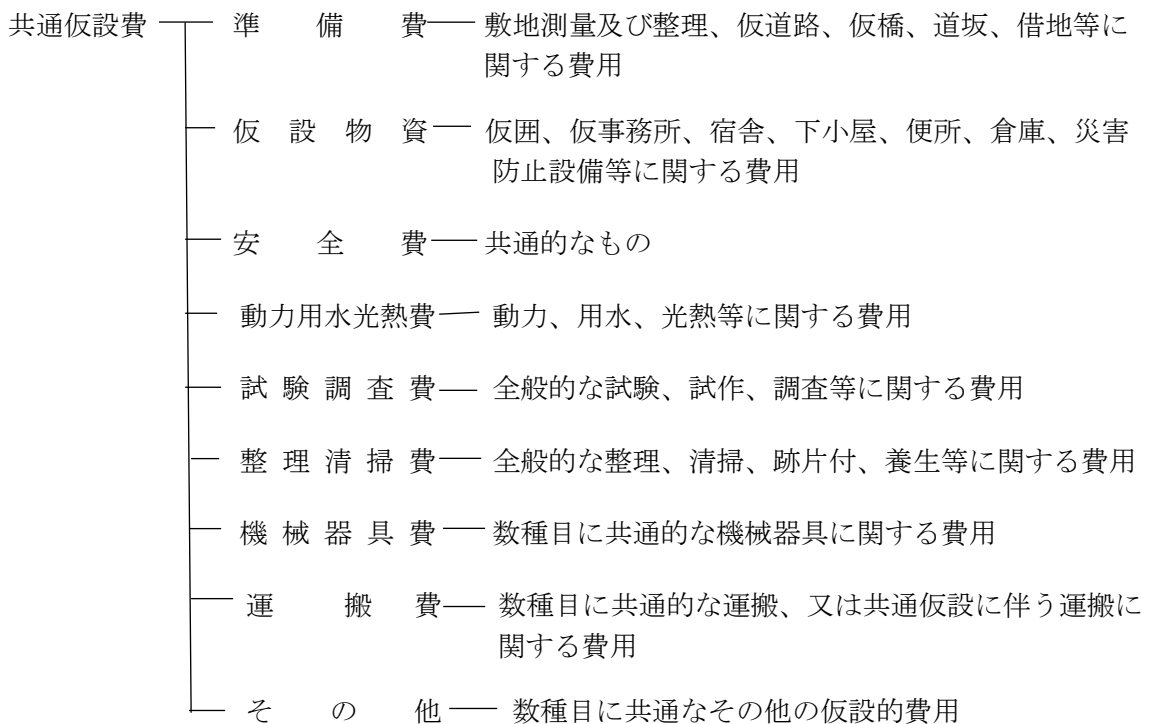 共通仮設費 準備費 敷地測量及び整理、仮道路、仮橋、道坂、借地等に
関する費用
仮設物資 仮囲、仮事務所、宿舎、下小屋、便所、倉庫、災害
防止設備等に関する費用
安全費 共通的なもの
動力用水光熱費 動力、用水、光熱等に関する費用
試験調査費 全般的な試験、試作、調査等に関する費用
整理清掃費 全般的な整理、清掃、跡片付、養生等に関する費用
機械器具費 数種目に共通的な機械器具に関する費用
運搬費 数種目に共通的な運搬、又は共通仮設に伴う運搬に
関する費用
その他 数種目に共通なその他の仮設的費用